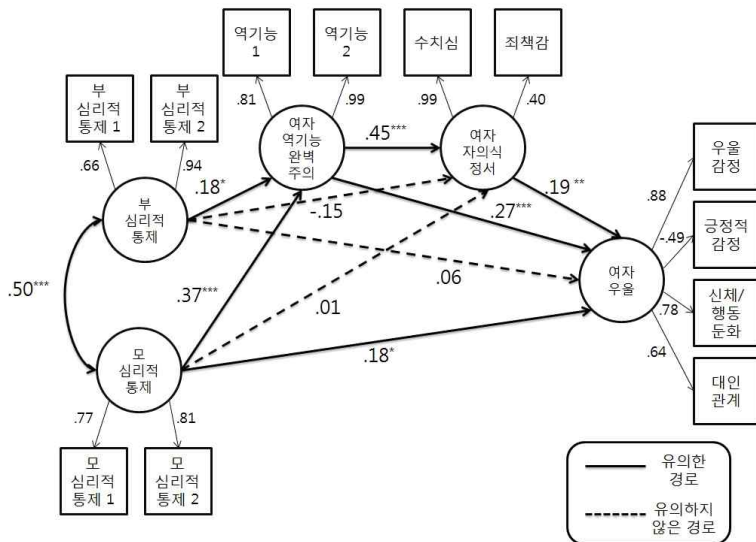 역기능
1
역기능
2
수치심
죄책감
부
심리적
통제 1
부
심리적
통제 2
.81
.99
.99
.40
여자
역기능
완벽
주의
.45***
여자
자의식
정서
.66
.94
.18*
-.15
.27***
.19 **
우울
감정
.88
긍정적
감정
-.49
부
심리적
통제
.50***
.37***
.01
.06
여자
우울
신체/
행동
둔화
.78
.64
모
심리적
통제
.18*
대인
관계
.77
.81
모
심리적
통제 1
모
심리적
통제 2
유의한
경로
유의하지
않은 경로